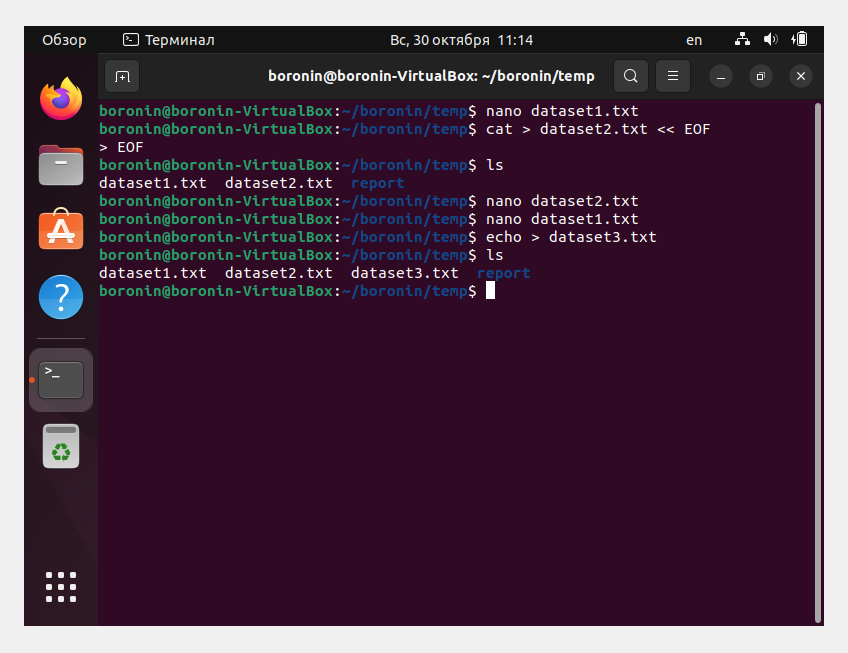 Обзор Терминал Вс, 30 октября 11:14 en
boronin@boronin-VirtualBox: ~/boronin/temp
boronin@boronin-VirtualBox:~/boronin/temp$ nano dataset1.txt
boronin@boronin-VirtualBox:~/boronin/temp$ cat > dataset2.txt << EOF
> EOF
boronin@boronin-VirtualBox:~/boronin/temp$ ls
dataset1.txt dataset2.txt report
boronin@boronin-VirtualBox:~/boronin/temp$ nano dataset2.txt
boronin@boronin-VirtualBox:~/boronin/temp$ nano dataset1.txt
boronin@boronin-VirtualBox:~/boronin/temp$ echo > dataset3.txt
boronin@boronin-VirtualBox:~/boronin/temp$ ls
dataset1.txt dataset2.txt dataset3.txt report
boronin@boronin-VirtualBox:~/boronin/temp$